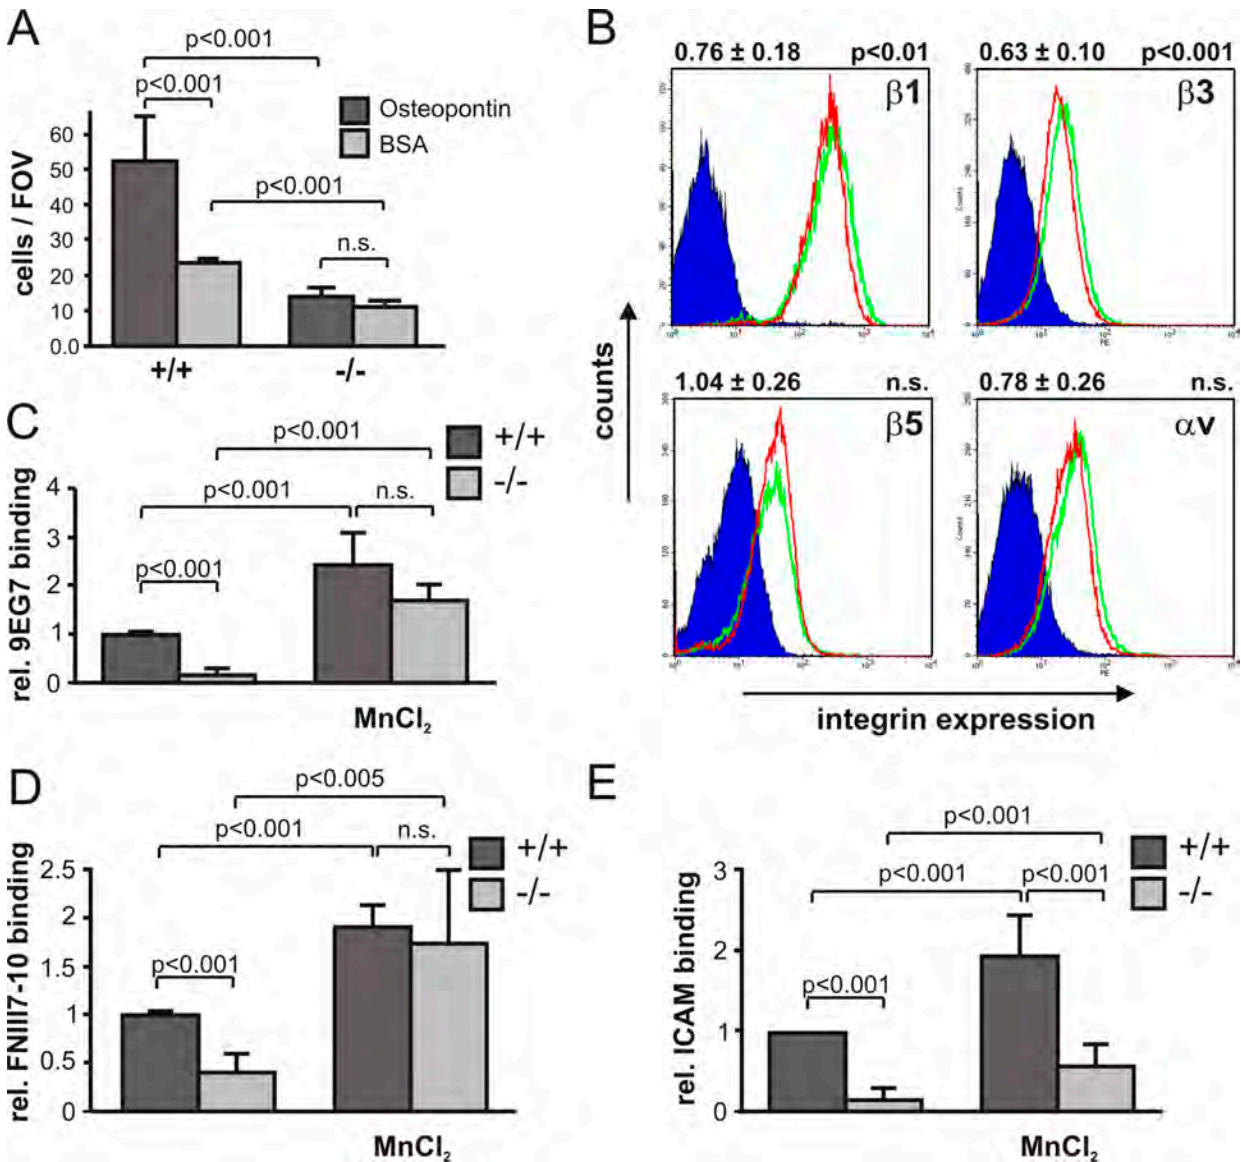 A
p<0.001
p<0.001
Osteopontin
BSA
p<0.001
n.s.
cells / FOV
60
50
40
30
20
10
0.0
+/+
-/-
B
0.76 ± 0.18 p<0.01
β1
0.63 ± 0.10 p<0.001
β3
1.04 ± 0.26 n.s.
β5
0.78 ± 0.26 n.s.
αv
counts
integrin expression
C
p<0.001
+/+
-/-
p<0.001
n.s.
p<0.001
rel. 9EG7 binding
4
3
2
1
0
MnCl₂
D
p<0.005
p<0.001
n.s.
+/+
-/-
p<0.001
rel. FNIII7-10 binding
2.5
2
1.5
1
0.5
0
MnCl₂
E
p<0.001
+/+
-/-
p<0.001
p<0.001
p<0.001
rel. ICAM binding
3
2
1
0
MnCl₂